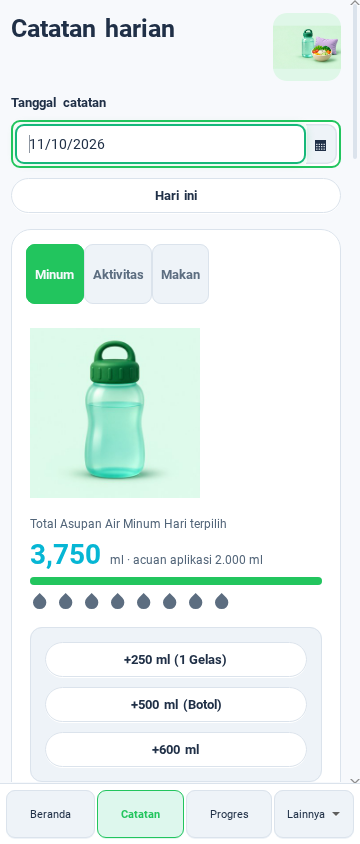 Catatan harian
Tanggal catatan
11/10/2026
Hari ini
Minum
Aktivitas
Makan
Total Asupan Air Minum Hari terpilih
3,750 ml · acuan aplikasi 2.000 ml
+250 ml (1 Gelas)
+500 ml (Botol)
+600 ml
Beranda
Catatan
Progres
Lainnya